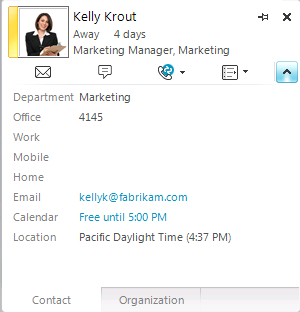 Kelly Krout
Away 4 days
Marketing Manager, Marketing
Department Marketing
Office 4145
Work
Mobile
Home
Email kellyk@fabrikam.com
Calendar Free until 5:00 PM
Location Pacific Daylight Time (4:37 PM)
Contact Organization